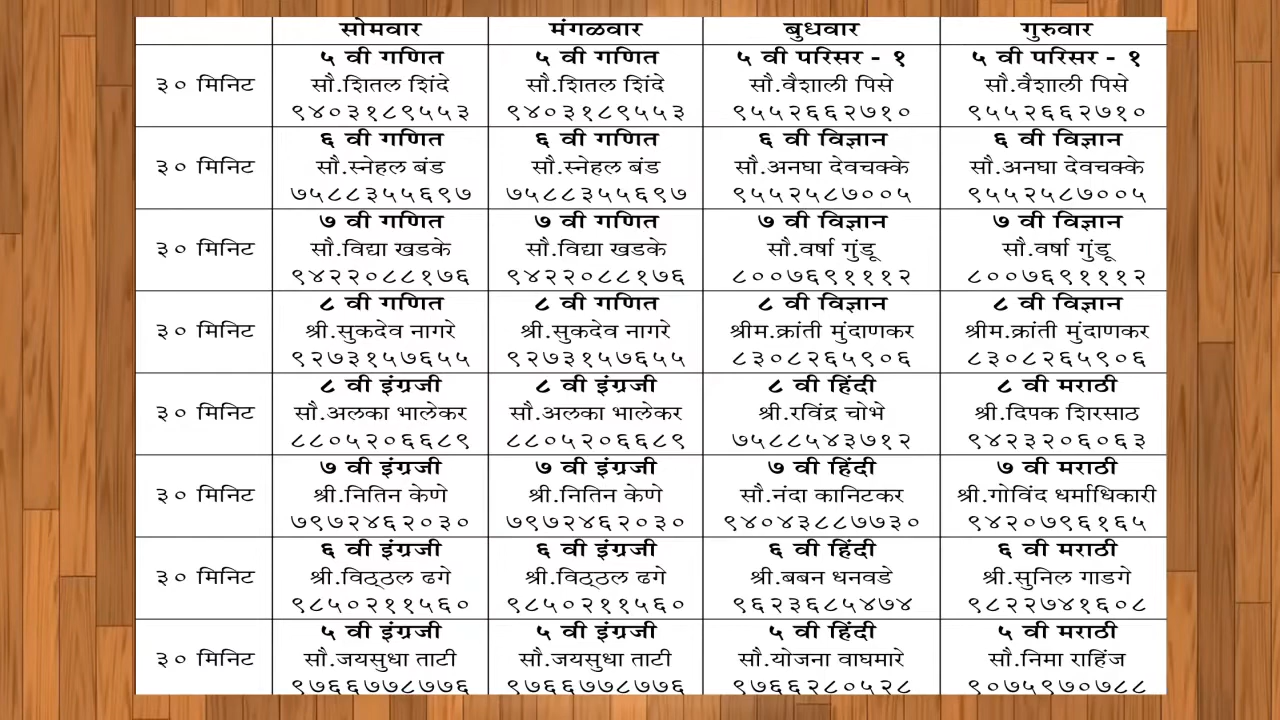 सोमवार मंगळवार बुधवार गुरुवार
५ वी गणित ५ वी गणित ५ वी परिसर - १ ५ वी परिसर - १
३० मिनिट सौ.शितल शिंदे सौ.शितल शिंदे सौ.वैशाली पिसे सौ.वैशाली पिसे
९४०३१८९५५३ ९४०३१८९५५३ ९५५२६६२७१० ९५५२६६२७१०
६ वी गणित ६ वी गणित ६ वी विज्ञान ६ वी विज्ञान
३० मिनिट सौ.स्नेहल बंड सौ.स्नेहल बंड सौ.अनघा देवचक्के सौ.अनघा देवचक्के
७५८८३५५६९७ ७५८८३५५६९७ ९५५२५८७००५ ९५५२५८७००५
७ वी गणित ७ वी गणित ७ वी विज्ञान ७ वी विज्ञान
३० मिनिट सौ.विद्या खडके सौ.विद्या खडके सौ.वर्षा गुंडू सौ.वर्षा गुंडू
९४२२०८८१७६ ९४२२०८८१७६ ८००७६९१११२ ८००७६९१११२
८ वी गणित ८ वी गणित ८ वी विज्ञान ८ वी विज्ञान
३० मिनिट श्री.सुकदेव नागरे श्री.सुकदेव नागरे श्रीम.क्रांती मुंदाणकर श्रीम.क्रांती मुंदाणकर
९२७३१५७६५५ ९२७३१५७६५५ ८३०८२६५९०६ ८३०८२६५९०६
८ वी इंग्रजी ८ वी इंग्रजी ८ वी हिंदी ८ वी मराठी
३० मिनिट सौ.अलका भालेकर सौ.अलका भालेकर श्री.रविंद्र चोभे श्री.दिपक शिरसाठ
८८०५२०६६८९ ८८०५२०६६८९ ७५८८५४३७१२ ९४२३२०६०६३
७ वी इंग्रजी ७ वी इंग्रजी ७ वी हिंदी ७ वी मराठी
३० मिनिट श्री.नितिन केणे श्री.नितिन केणे सौ.नंदा कानिटकर श्री.गोविंद धर्माधिकारी
७९७२४६२०३० ७९७२४६२०३० ९४०४३८८७७३० ९४२०७९६१६५
६ वी इंग्रजी ६ वी इंग्रजी ६ वी हिंदी ६ वी मराठी
३० मिनिट श्री.विठ्ठल ढगे श्री.विठ्ठल ढगे श्री.बबन धनवडे श्री.सुनिल गाडगे
९८५०२११५६० ९८५०२११५६० ९६२३६८५४७४ ९८२२७४१६०८
५ वी इंग्रजी ५ वी इंग्रजी ५ वी हिंदी ५ वी मराठी
३० मिनिट सौ.जयसुधा ताटी सौ.जयसुधा ताटी सौ.योजना वाघमारे सौ.निमा राहिंज
९७६६७७८७७६ ९७६६७७८७७६ ९७६६२८०५२८ ९०७५९७०७८८